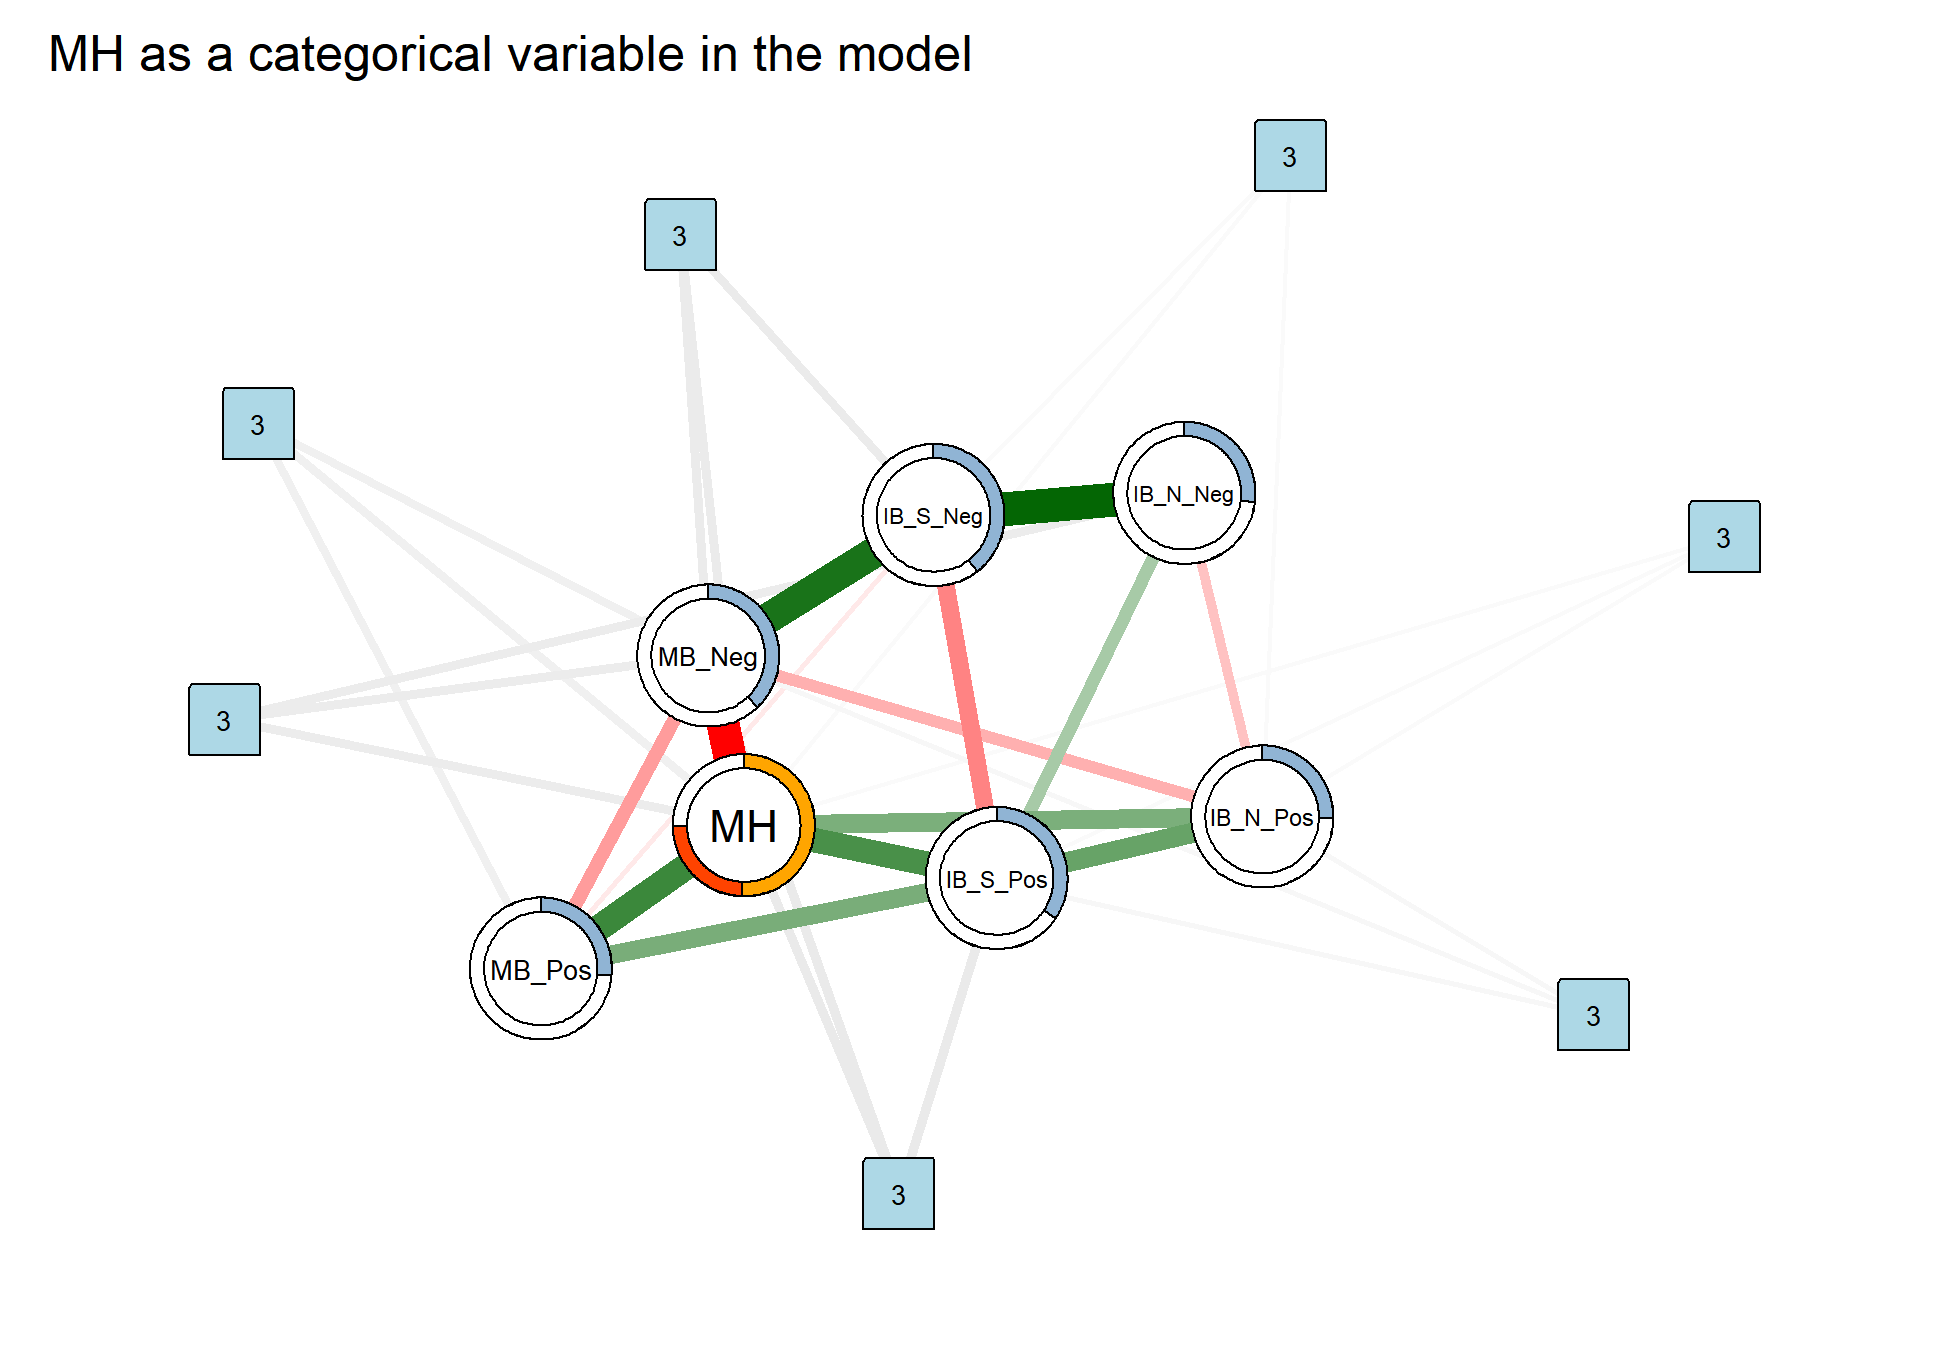 MH as a categorical variable in the model
3
3
3
IB_N_Neg
IB_S_Neg
3
MB_Neg
3
IB_N_Pos
MH
IB_S_Pos
MB_Pos
3
3